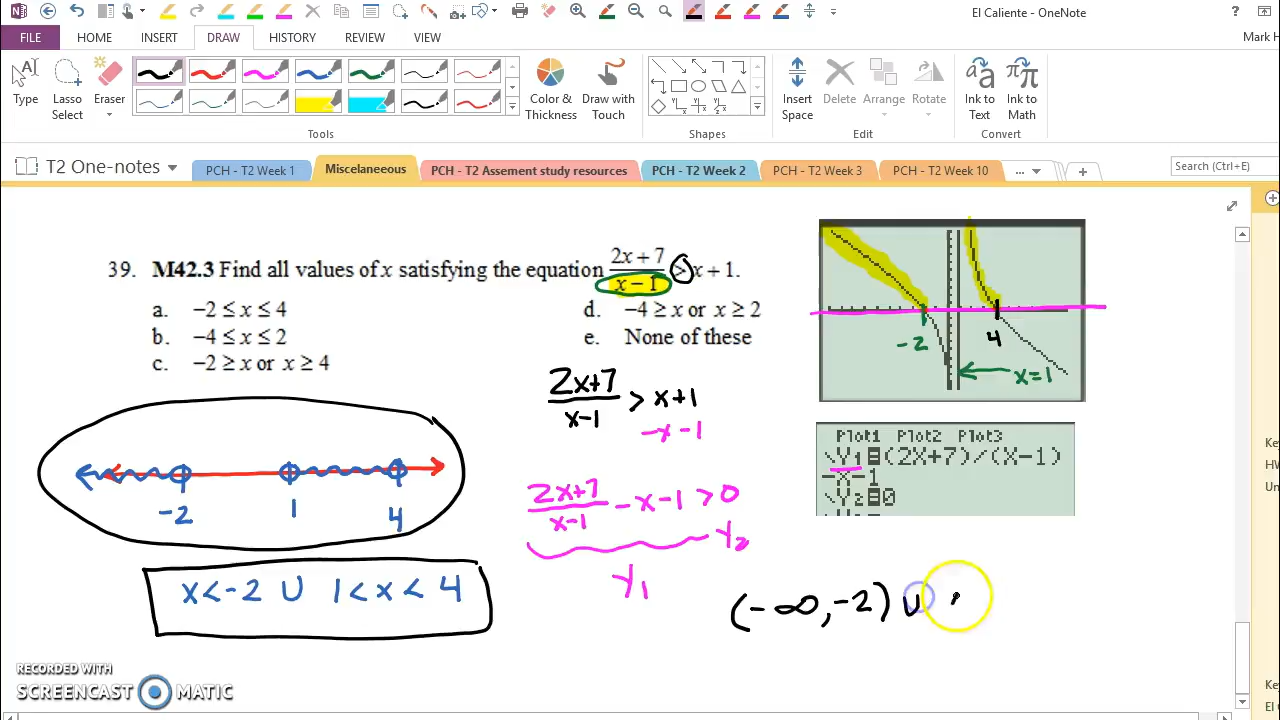 El Caliente - OneNote
?
FILE HOME INSERT DRAW HISTORY REVIEW VIEW
Mark H
Type
Lasso Select
Eraser
Color & Thickness
Draw with Touch
Insert Space
Delete
Arrange
Rotate
Ink to Text
Ink to Math
Tools
Shapes
Edit
Convert
T2 One-notes
PCH - T2 Week 1
Miscelaneeous
PCH - T2 Assement study resources
PCH - T2 Week 2
PCH - T2 Week 3
PCH - T2 Week 10
...
Search (Ctrl+E)
39. M42.3 Find all values of x satisfying the equation (2x + 7)/(x − 1) > x + 1.
a. −2 ≤ x ≤ 4
b. −4 ≤ x ≤ 2
c. −2 ≥ x or x ≥ 4
d. −4 ≥ x or x ≥ 2
e. None of these
-2
4
x=1
2x+7/x-1 > x+1
-x-1
2x+7/x-1 -x-1 > 0
Y2
Y1
Plot1 Plot2 Plot3
\Y1=(2X+7)/(X-1)
-X-1
\Y2=0
-2 1 4
x<-2 U 1<x<4
(-∞,-2) U
RECORDED WITH
SCREENCAST MATIC
Key
HW
Un
Key
El